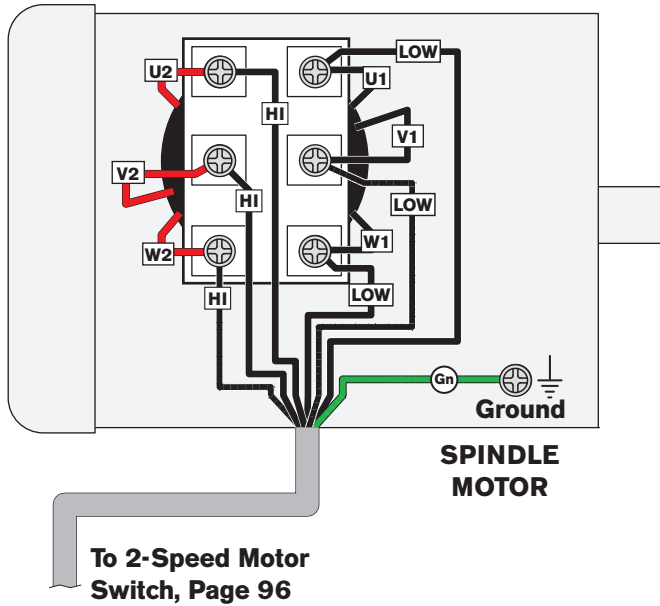 LOW
U2
U1
HI
V1
V2
HI
LOW
W2
W1
HI
LOW
Gn
Ground
SPINDLE
MOTOR
To 2-Speed Motor
Switch, Page 96